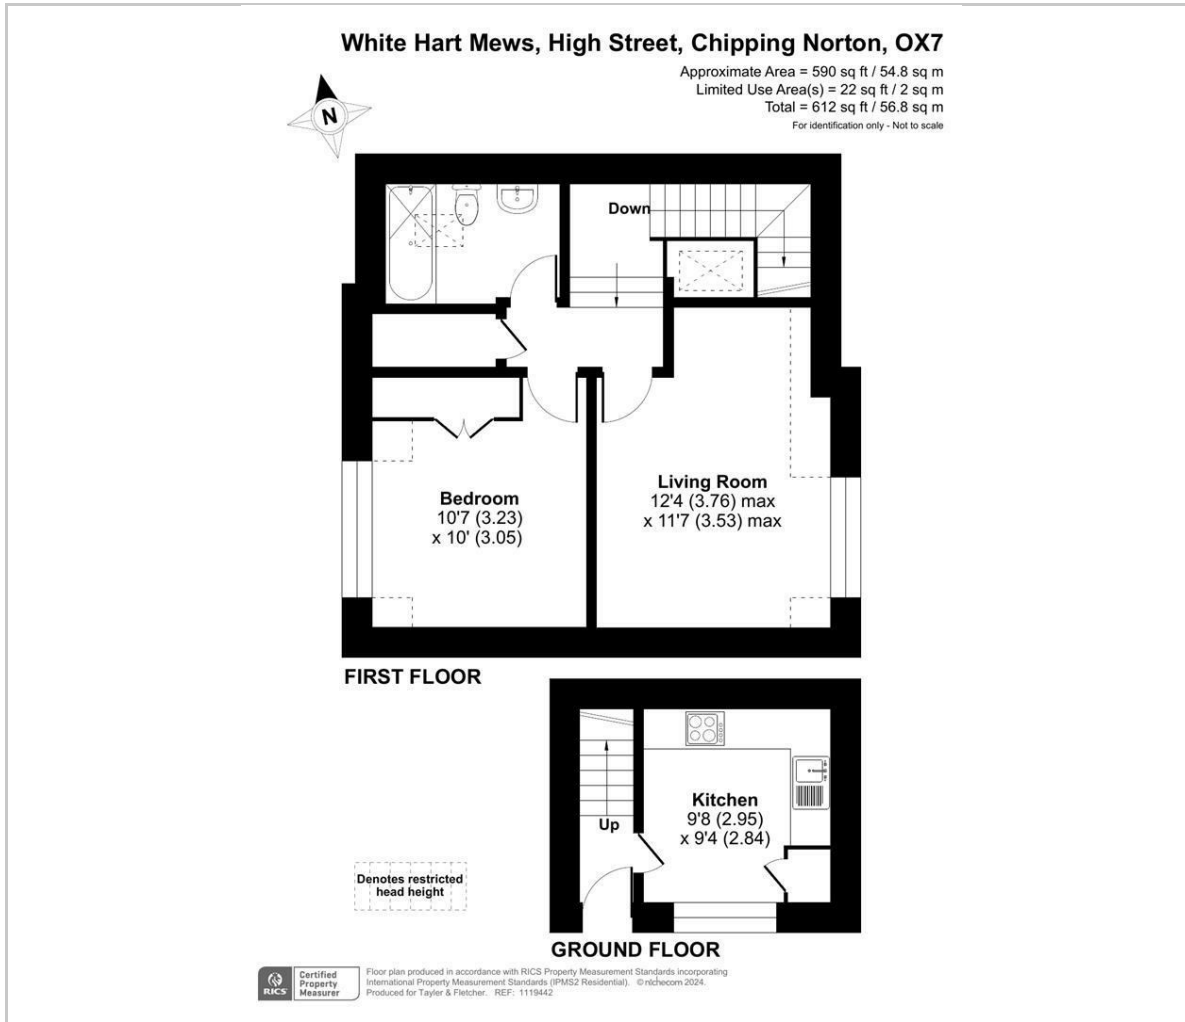 White Hart Mews, High Street, Chipping Norton, OX7
Approximate Area = 590 sq ft / 54.8 sq m
Limited Use Area(s) = 22 sq ft / 2 sq m
Total = 612 sq ft / 56.8 sq m
For identification only - Not to scale
N
Down
Bedroom
10'7 (3.23)
x 10' (3.05)
Living Room
12'4 (3.76) max
x 11'7 (3.53) max
FIRST FLOOR
Kitchen
9'8 (2.95)
x 9'4 (2.84)
Up
Denotes restricted
head height
GROUND FLOOR
RICS
Certified
Property
Measurer
Floor plan produced in accordance with RICS Property Measurement Standards incorporating
International Property Measurement Standards (IPMS2 Residential). © nichecom 2024.
Produced for Tayler & Fletcher. REF: 1119442